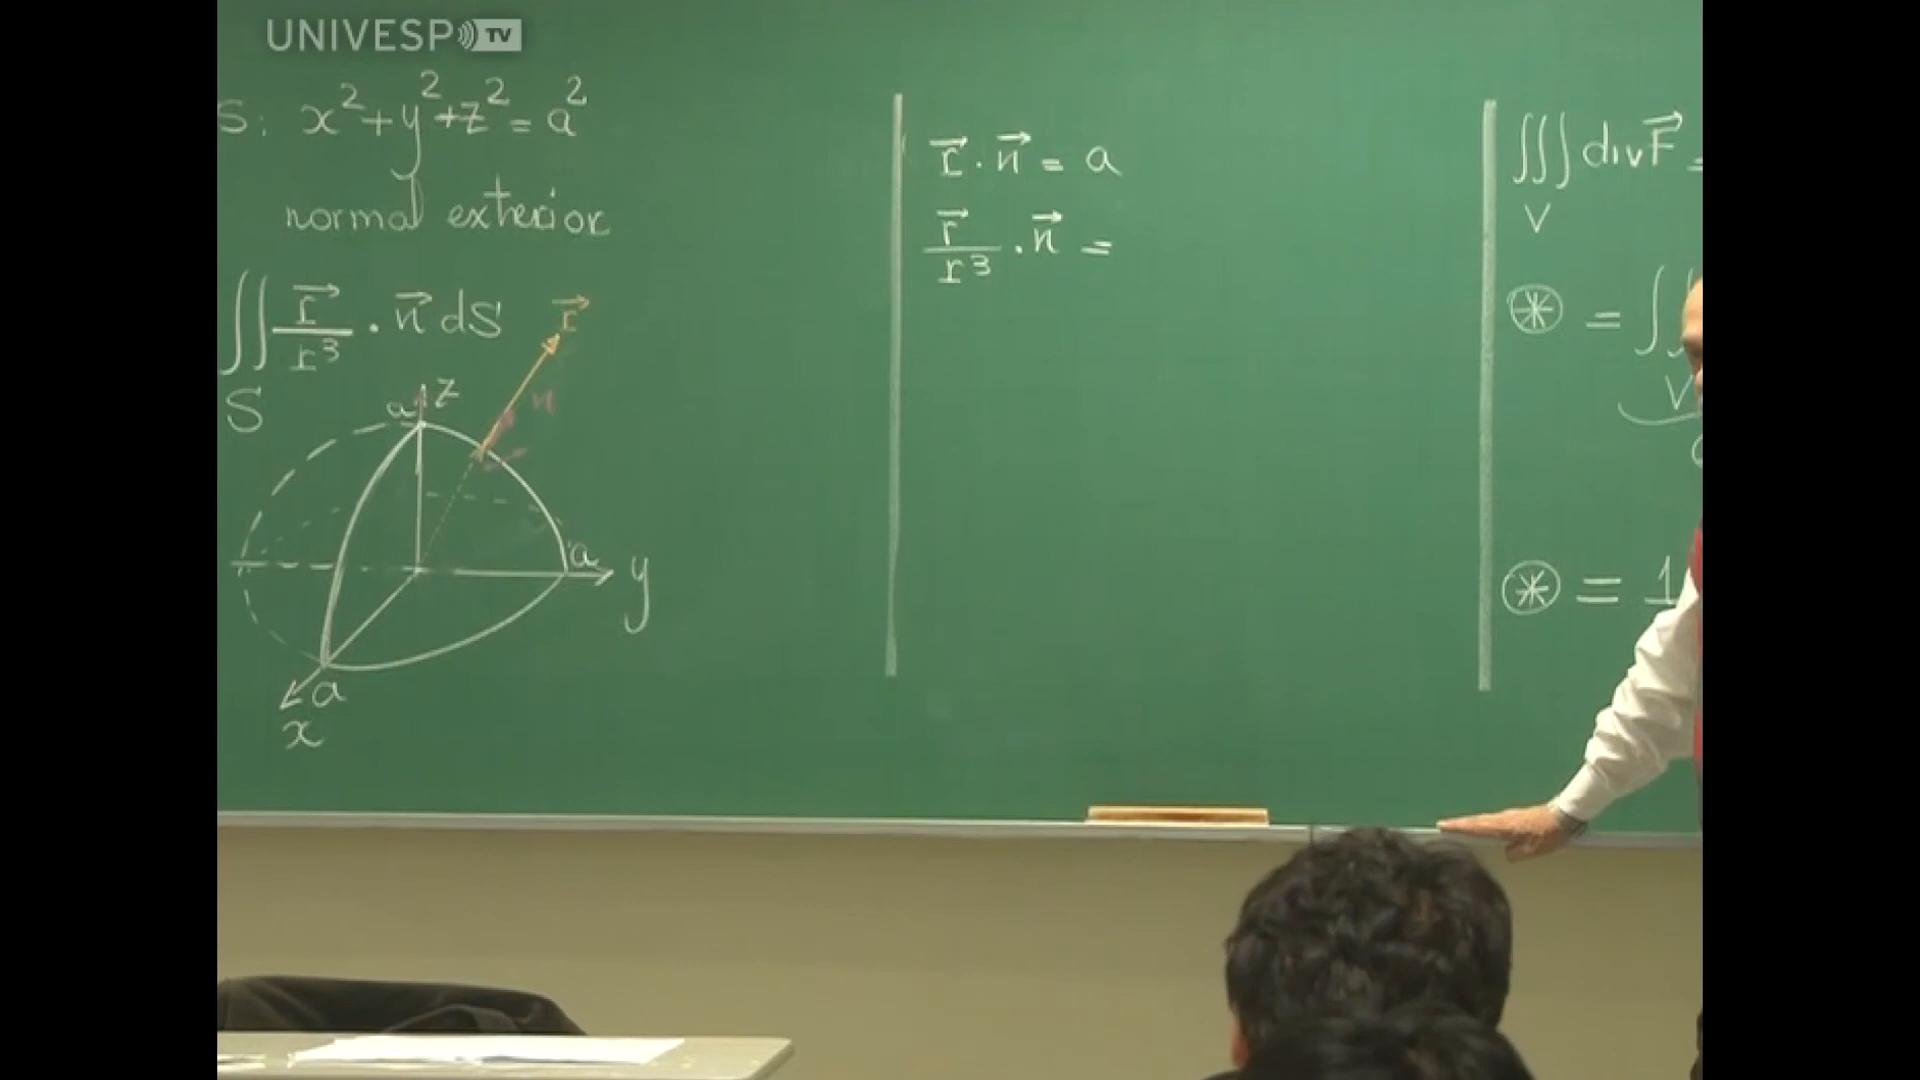 UNIVESP TV
S: x² + y² + z² = a²
normal exterior
∬ r⃗/r³ · n⃗ dS
S
r⃗
n
z
a
a
y
a
x
r⃗ · n⃗ = a
r⃗/r³ · n⃗ =
∭ div F⃗ =
V
⊛ = ∫
V
⊛ = 1